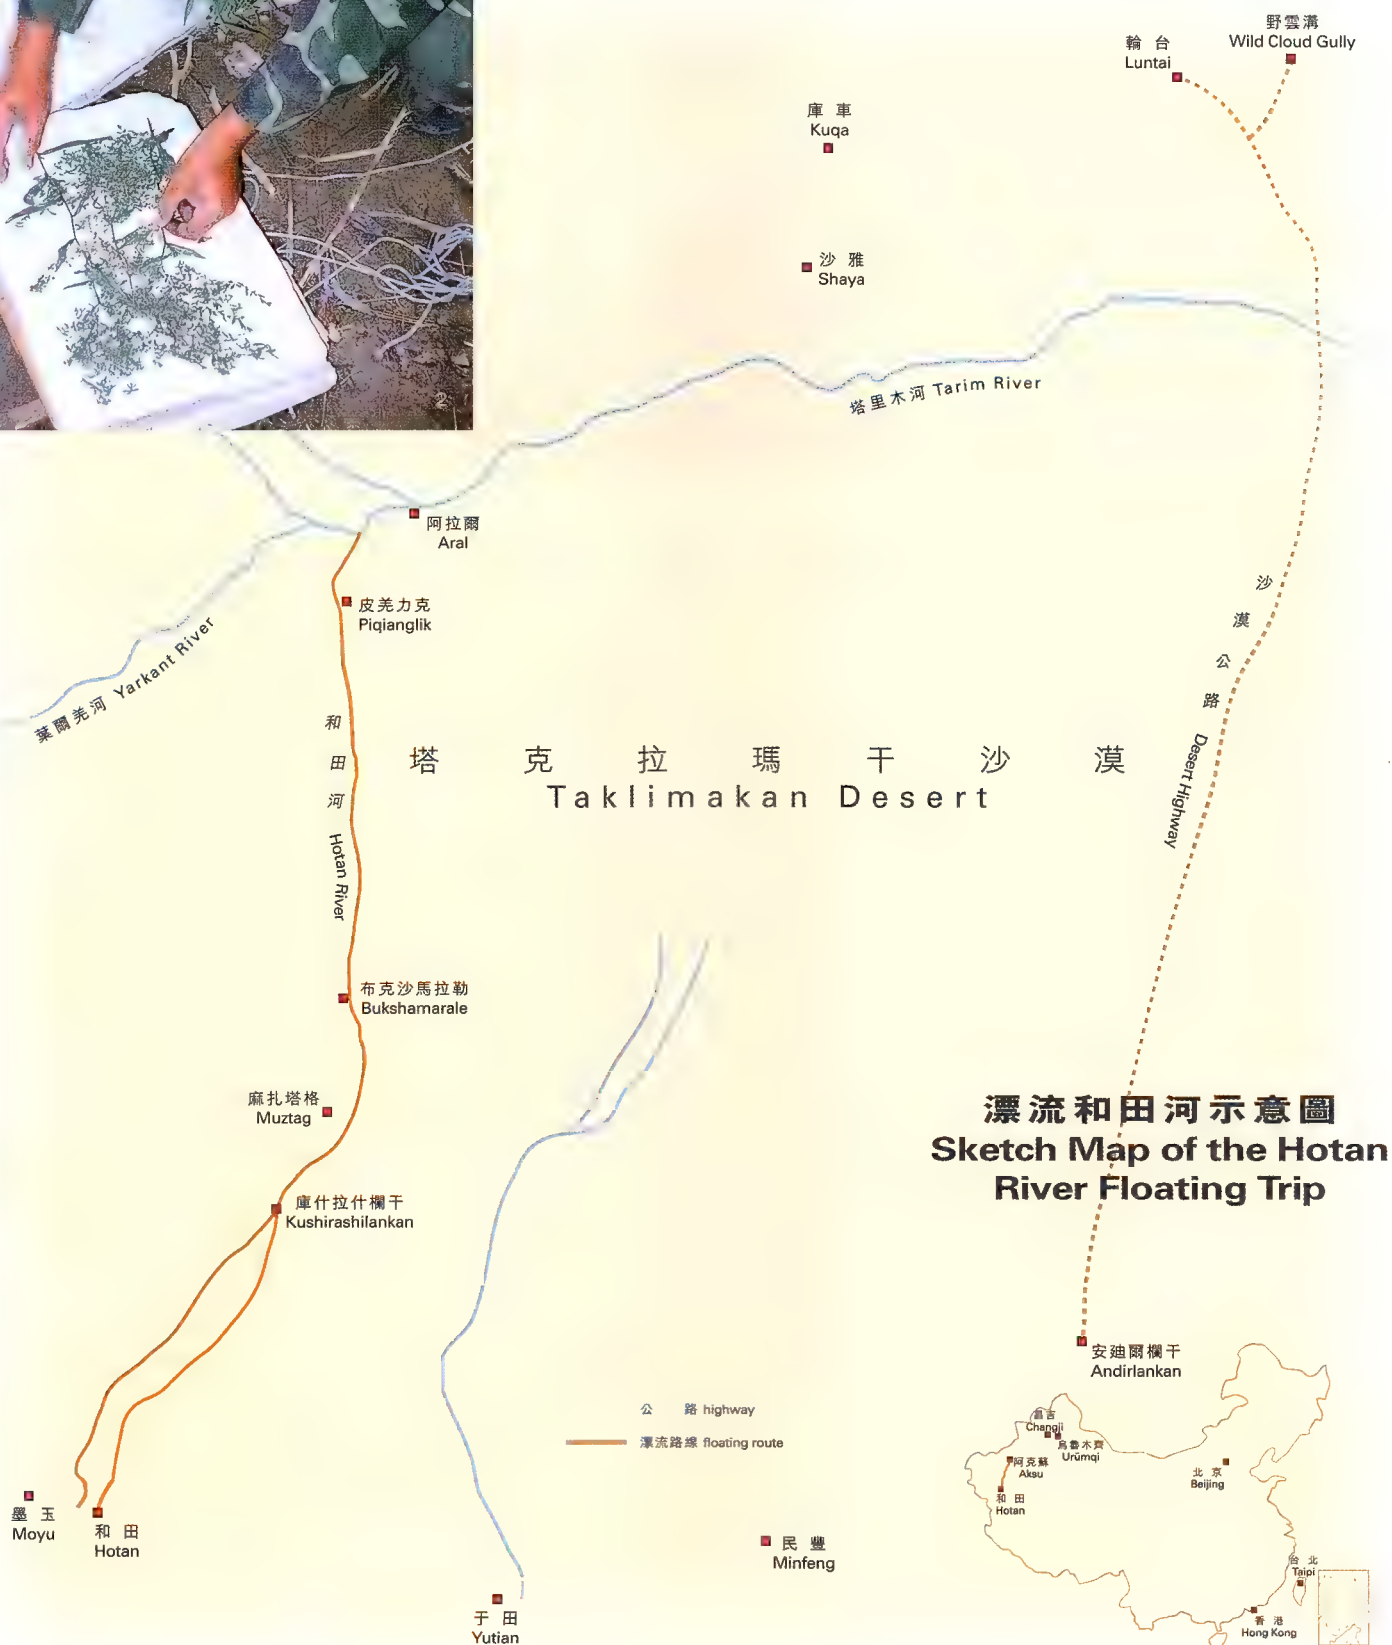 野雲溝
Wild Cloud Gully
輪台
Luntai
庫車
Kuqa
沙雅
Shaya
2
塔里木河 Tarim River
阿拉爾
Aral
皮羌力克
Piqianglik
葉爾羌河 Yarkant River
和田河 Hotan River
沙漠公路 Desert Highway
塔克拉瑪干沙漠
Taklimakan Desert
布克沙馬拉勒
Bukshamarale
麻扎塔格
Muztag
庫什拉什欄干
Kushirashilankan
漂流和田河示意圖
Sketch Map of the Hotan
River Floating Trip
安迪爾欄干
Andirlankan
公路 highway
漂流路線 floating route
墨玉
Moyu
和田
Hotan
于田
Yutian
民豐
Minfeng
昌吉
Changji
烏魯木齊
Urümqi
阿克蘇
Aksu
和田
Hotan
北京
Beijing
台北
Taipi
香港
Hong Kong